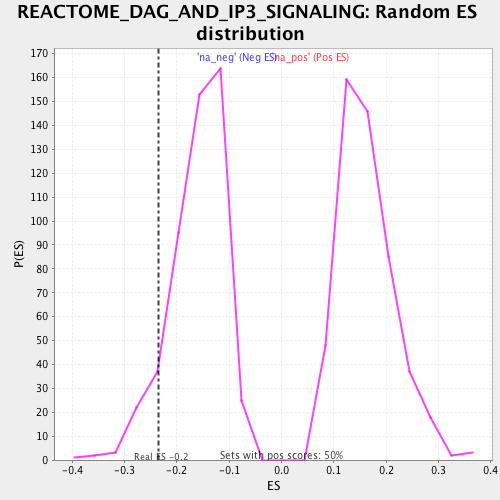 REACTOME_DAG_AND_IP3_SIGNALING: Random ES
distribution
'na_neg' (Neg ES)
'na_pos' (Pos ES)
P(ES)
170
160
150
140
130
120
110
100
90
80
70
60
50
40
30
20
10
0
Real ES -0.2
Sets with pos scores: 50%
-0.4 -0.3 -0.2 -0.1 0.0 0.1 0.2 0.3 0.4
ES